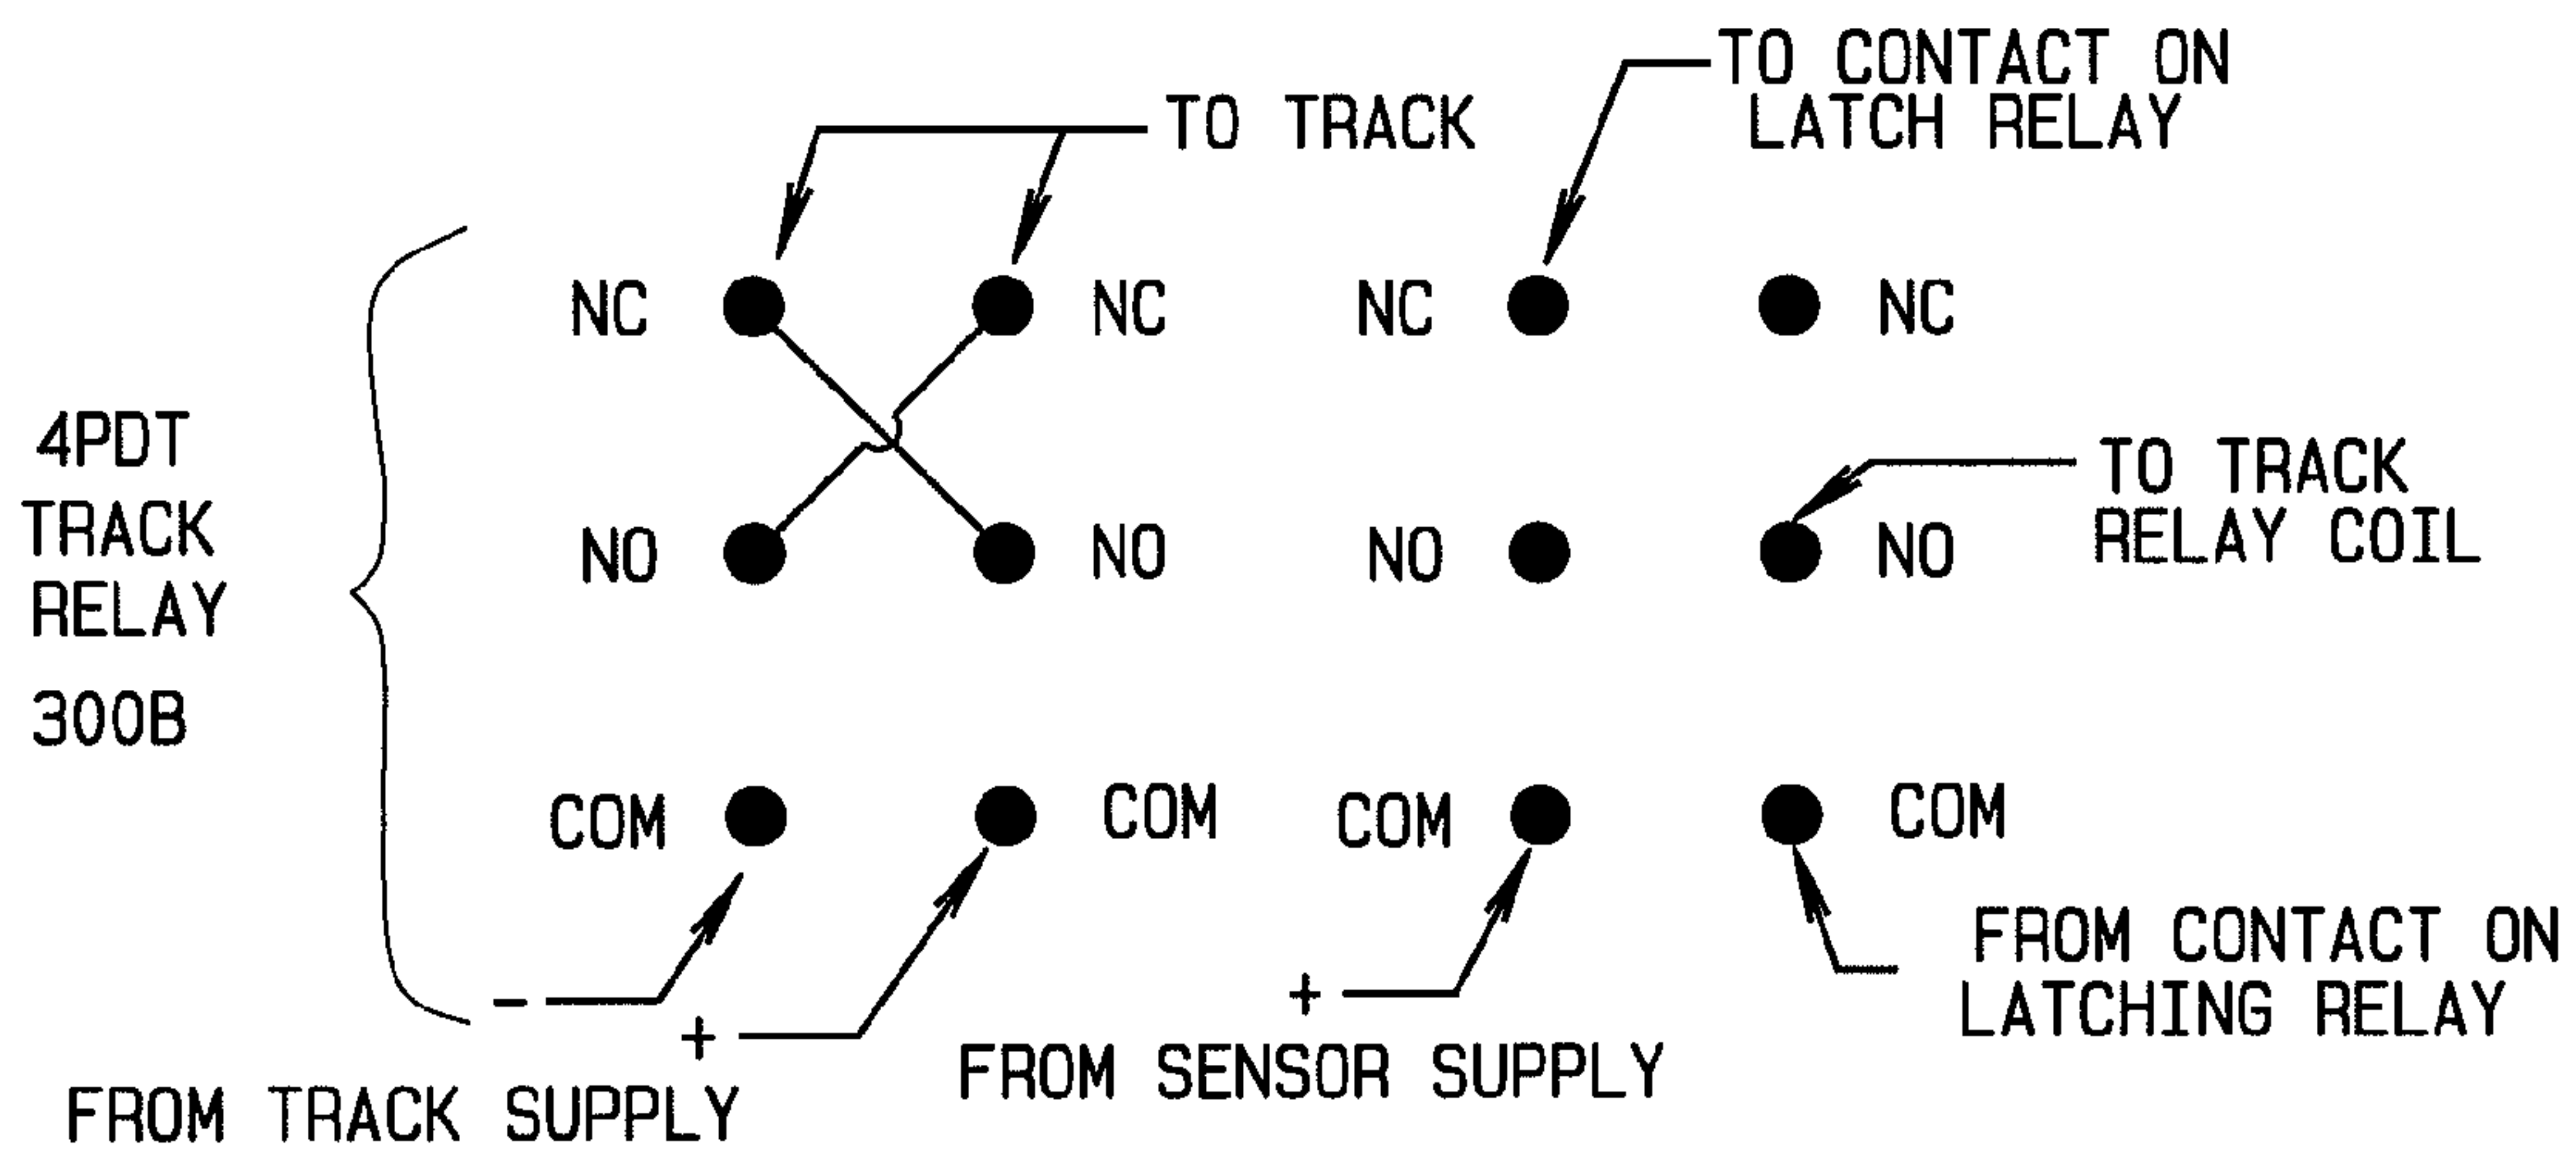 TO CONTACT ON
LATCH RELAY
TO TRACK
NC NC NC NC
4PDT
TRACK
RELAY
300B
TO TRACK
RELAY COIL
NO NO NO NO
COM COM COM COM
- +
FROM TRACK SUPPLY
+
FROM SENSOR SUPPLY
FROM CONTACT ON
LATCHING RELAY